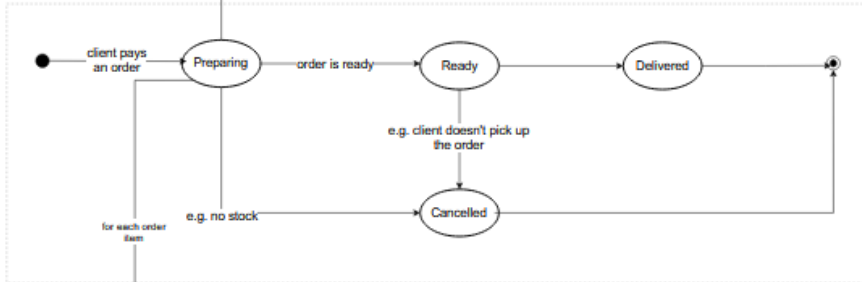 client pays
an order
Preparing
order is ready
Ready
Delivered
e.g. client doesn't pick up
the order
for each order
item
e.g. no stock
Cancelled